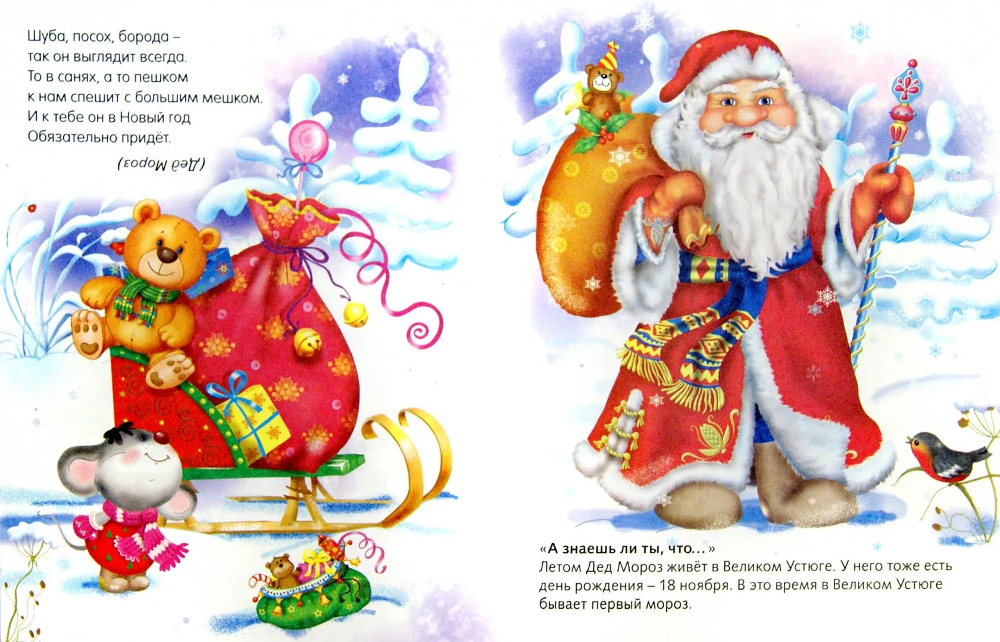 Шуба, посох, борода –
так он выглядит всегда.
То в санях, а то пешком
к нам спешит с большим мешком.
И к тебе он в Новый год
Обязательно придёт.
(Дед Мороз)
«А знаешь ли ты, что...»
Летом Дед Мороз живёт в Великом Устюге. У него тоже есть
день рождения – 18 ноября. В это время в Великом Устюге
бывает первый мороз.